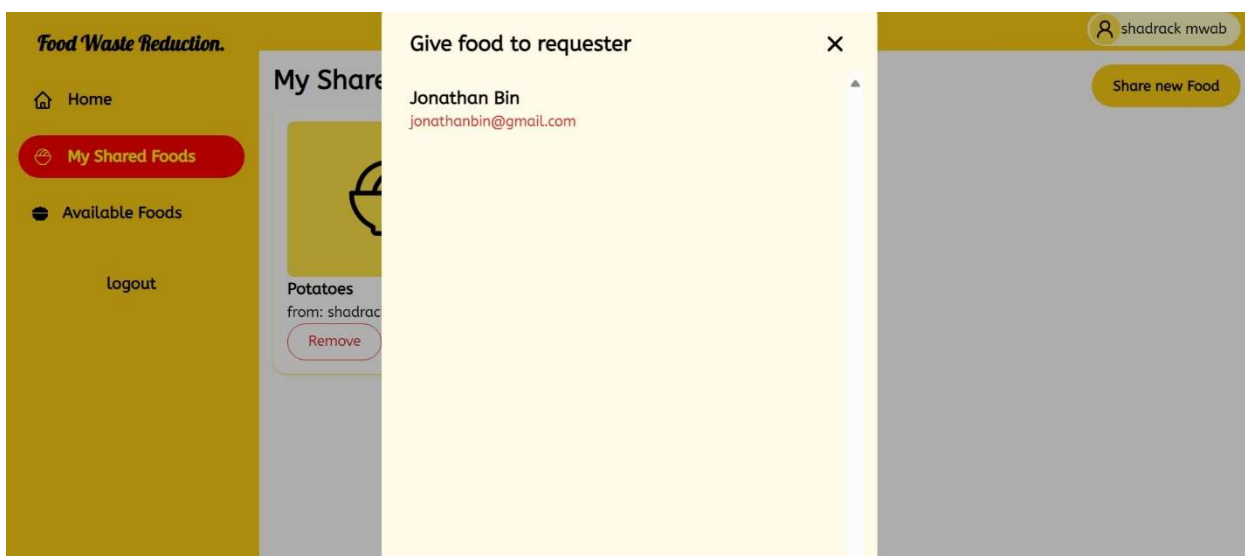 Food Waste Reduction.
Home
My Shared Foods
Available Foods
logout
My Share
Potatoes
from: shadrac
Remove
Give food to requester
Jonathan Bin
jonathanbin@gmail.com
shadrack mwab
Share new Food